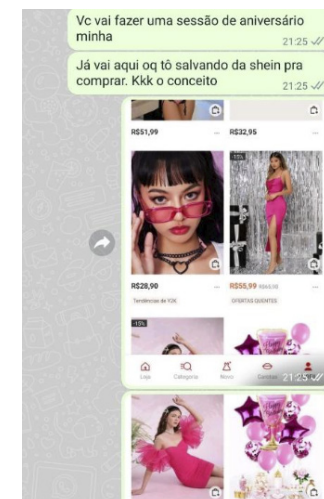 Vc vai fazer uma sessão de aniversário
minha
21:25
Já vai aqui oq tô salvando da shein pra
comprar. Kkk o conceito
21:25
R$51,99 R$32,95
-15%
R$28,90 R$55,99
Tendências de Y2K OFERTAS QUENTES
-15%
Loja Categoria Novo 21:25